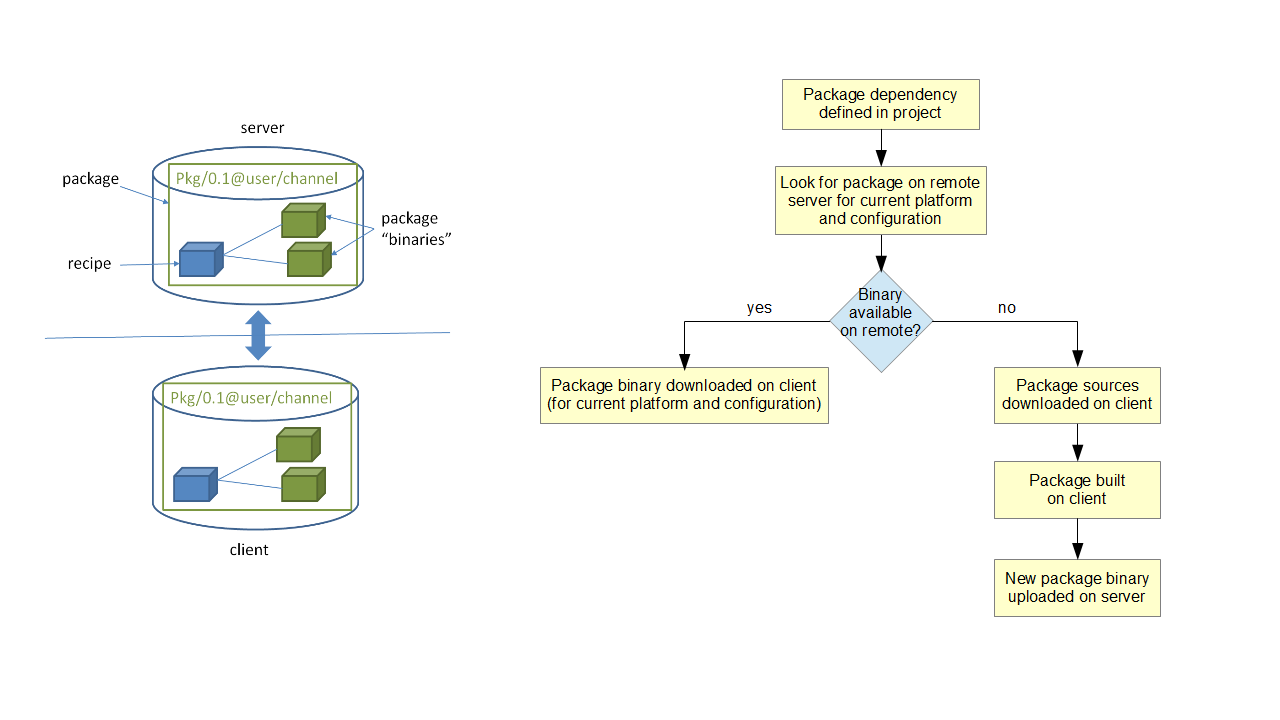 server
package
Pkg/0.1@user/channel
package
“binaries”
recipe
Pkg/0.1@user/channel
client
Package dependency
defined in project
Look for package on remote
server for current platform
and configuration
Binary
available
on remote?
yes
no
Package binary downloaded on client
(for current platform and configuration)
Package sources
downloaded on client
Package built
on client
New package binary
uploaded on server